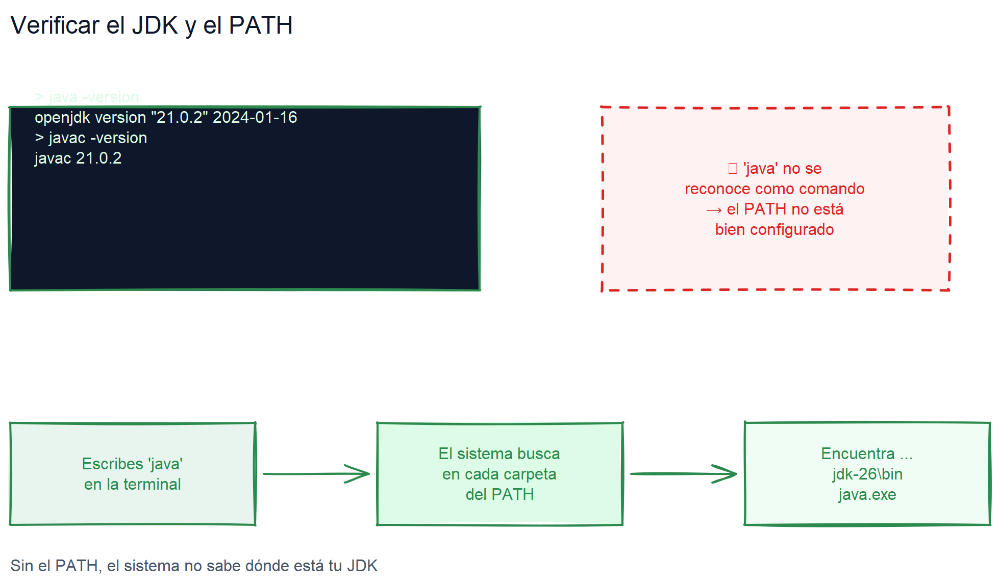 Verificar el JDK y el PATH
> java -version
openjdk version "21.0.2" 2024-01-16
> javac -version
javac 21.0.2
'java' no se
reconoce como comando
→ el PATH no está
bien configurado
Escribes 'java'
en la terminal
El sistema busca
en cada carpeta
del PATH
Encuentra ...
jdk-26\bin
java.exe
Sin el PATH, el sistema no sabe dónde está tu JDK